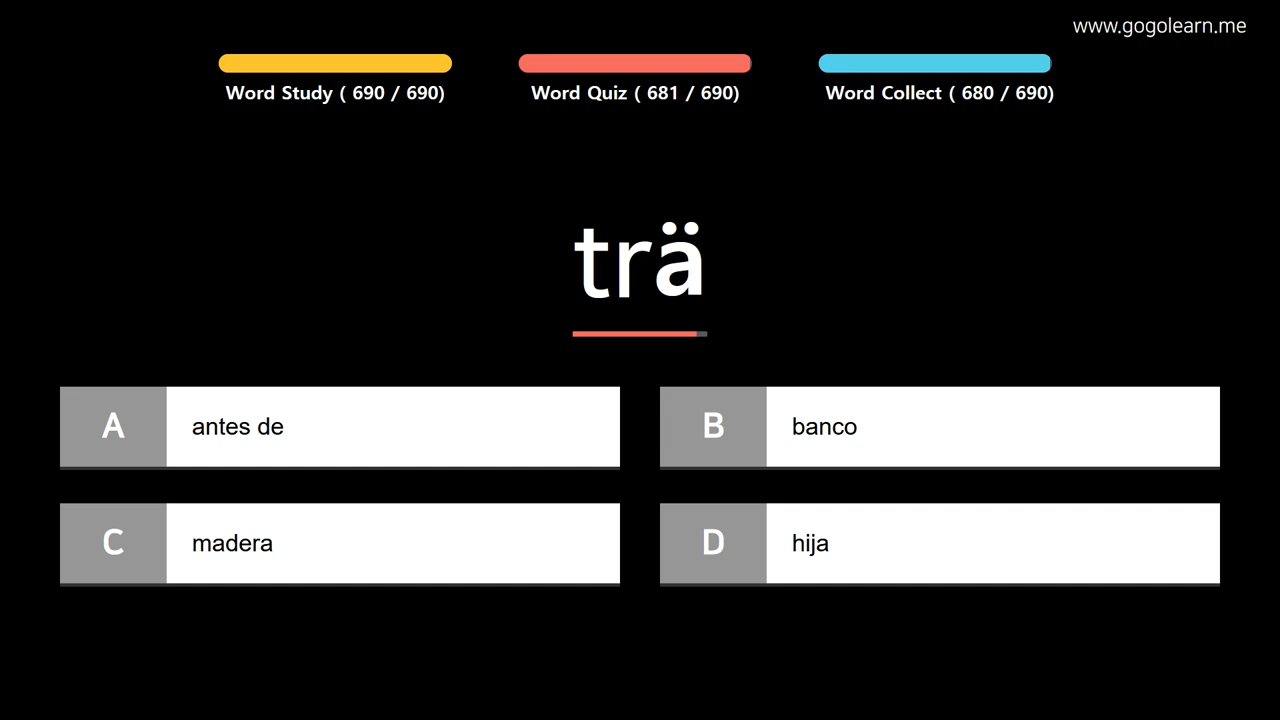 www.gogolearn.me
Word Study ( 690 / 690)
Word Quiz ( 681 / 690)
Word Collect ( 680 / 690)
trä
A antes de
B banco
C madera
D hija